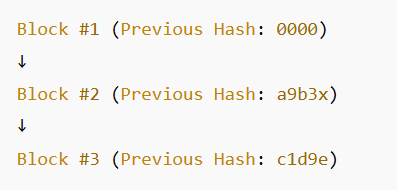 Block #1 (Previous Hash: 0000)
↓
Block #2 (Previous Hash: a9b3x)
↓
Block #3 (Previous Hash: c1d9e)